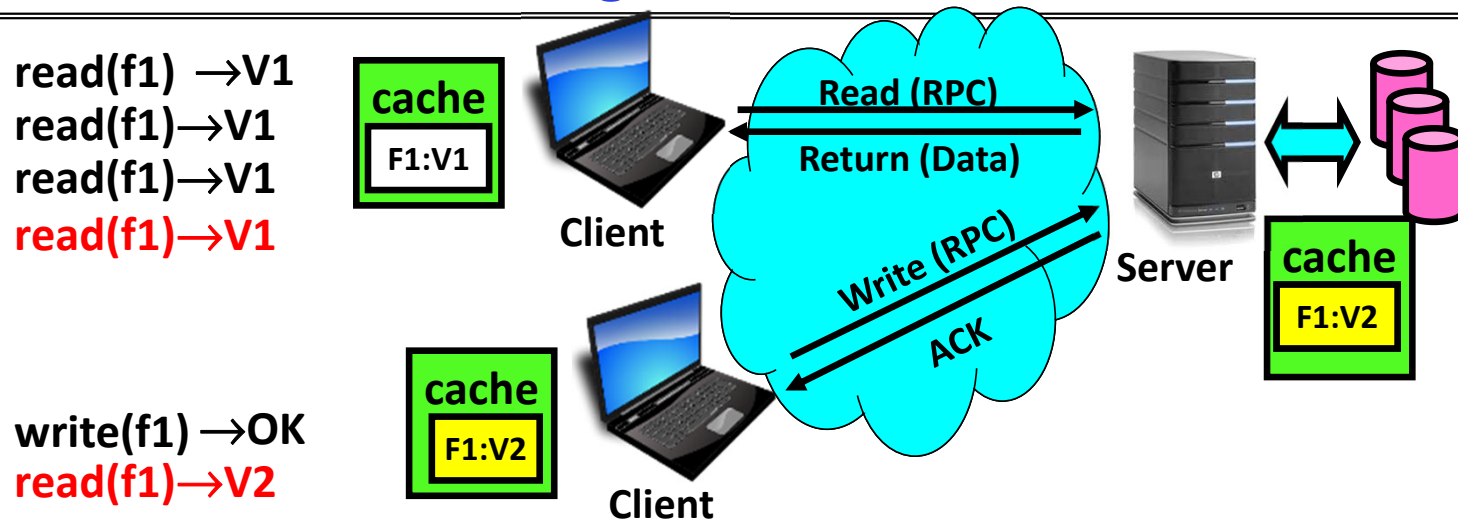 read(f1) →V1
read(f1)→V1
read(f1)→V1
read(f1)→V1
cache
F1:V1
Client
Read (RPC)
Return (Data)
Write (RPC)
ACK
Server
cache
F1:V2
write(f1) →OK
read(f1)→V2
cache
F1:V2
Client